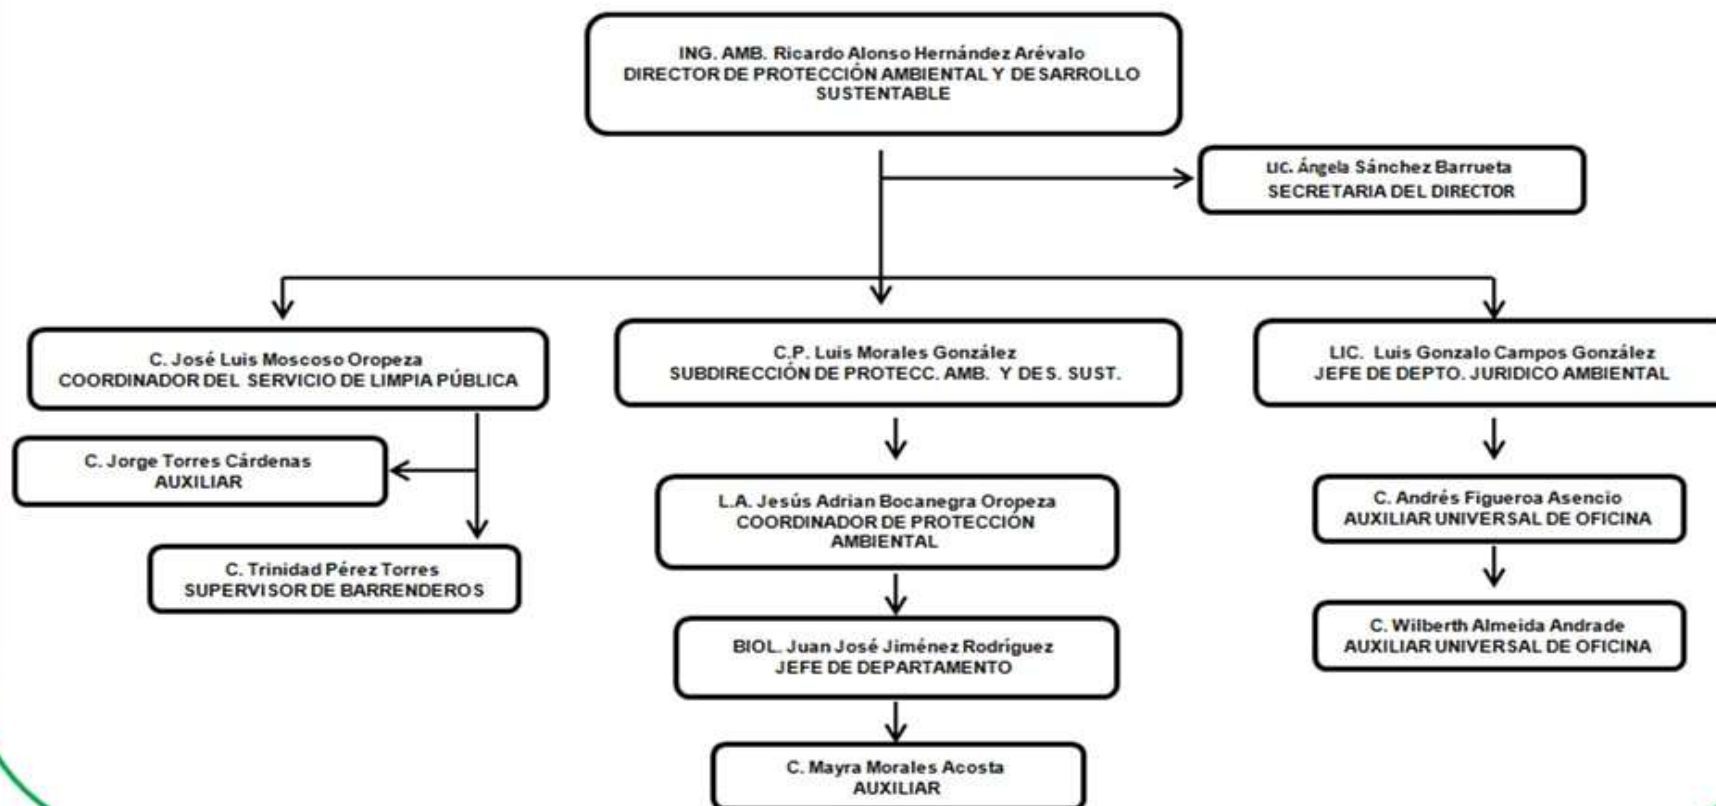 ING. AMB. Ricardo Alonso Hernández Arévalo
DIRECTOR DE PROTECCIÓN AMBIENTAL Y DESARROLLO
SUSTENTABLE
LIC. Ángela Sánchez Barrueta
SECRETARIA DEL DIRECTOR
C. José Luis Moscoso Oropeza
COORDINADOR DEL SERVICIO DE LIMPIA PÚBLICA
C. Jorge Torres Cárdenas
AUXILIAR
C. Trinidad Pérez Torres
SUPERVISOR DE BARRENDEROS
C.P. Luis Morales González
SUBDIRECCIÓN DE PROTECC. AMB. Y DES. SUST.
L.A. Jesús Adrian Bocanegra Oropeza
COORDINADOR DE PROTECCIÓN
AMBIENTAL
BIOL. Juan José Jiménez Rodríguez
JEFE DE DEPARTAMENTO
C. Mayra Morales Acosta
AUXILIAR
LIC. Luis Gonzalo Campos González
JEFE DE DEPTO. JURIDICO AMBIENTAL
C. Andrés Figueroa Asencio
AUXILIAR UNIVERSAL DE OFICINA
C. Wilberth Almeida Andrade
AUXILIAR UNIVERSAL DE OFICINA